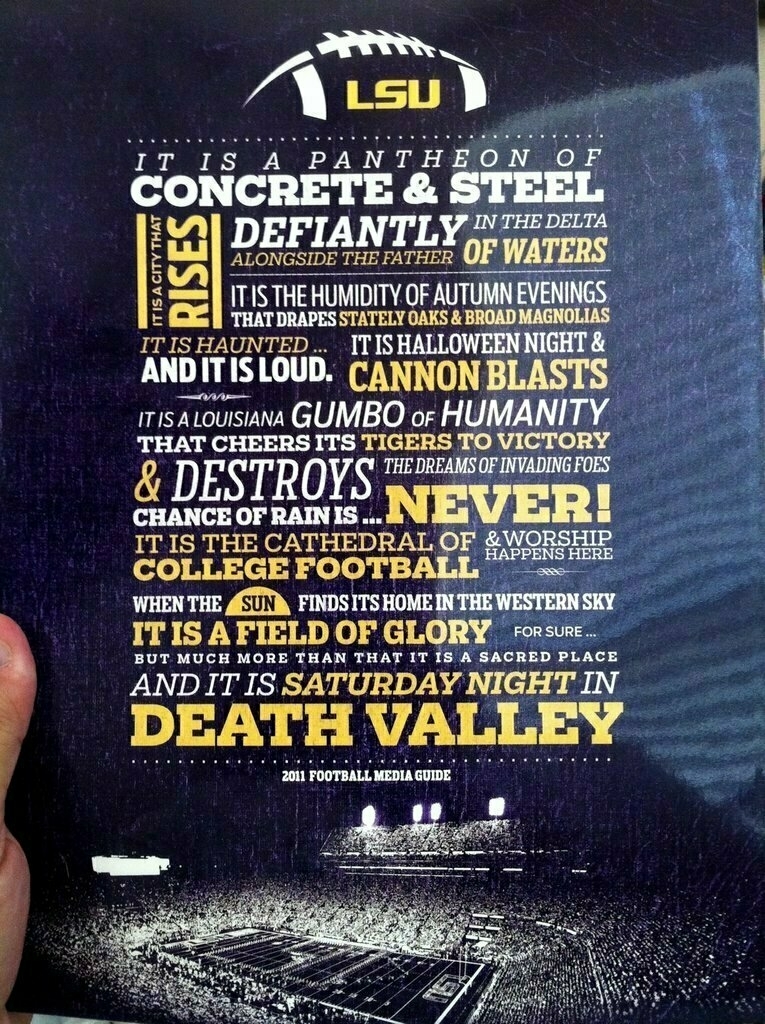 LSU
IT IS A PANTHEON OF
CONCRETE & STEEL
IT IS A CITY THAT
RISES
DEFIANTLY IN THE DELTA
ALONGSIDE THE FATHER OF WATERS
IT IS THE HUMIDITY OF AUTUMN EVENINGS
THAT DRAPES STATELY OAKS & BROAD MAGNOLIAS
IT IS HAUNTED ...
AND IT IS LOUD.
IT IS HALLOWEEN NIGHT &
CANNON BLASTS
IT IS A LOUISIANA GUMBO OF HUMANITY
THAT CHEERS ITS TIGERS TO VICTORY
& DESTROYS THE DREAMS OF INVADING FOES
CHANCE OF RAIN IS ... NEVER!
IT IS THE CATHEDRAL OF
COLLEGE FOOTBALL
& WORSHIP
HAPPENS HERE
WHEN THE SUN FINDS ITS HOME IN THE WESTERN SKY
IT IS A FIELD OF GLORY FOR SURE ...
BUT MUCH MORE THAN THAT IT IS A SACRED PLACE
AND IT IS SATURDAY NIGHT IN
DEATH VALLEY
2011 FOOTBALL MEDIA GUIDE